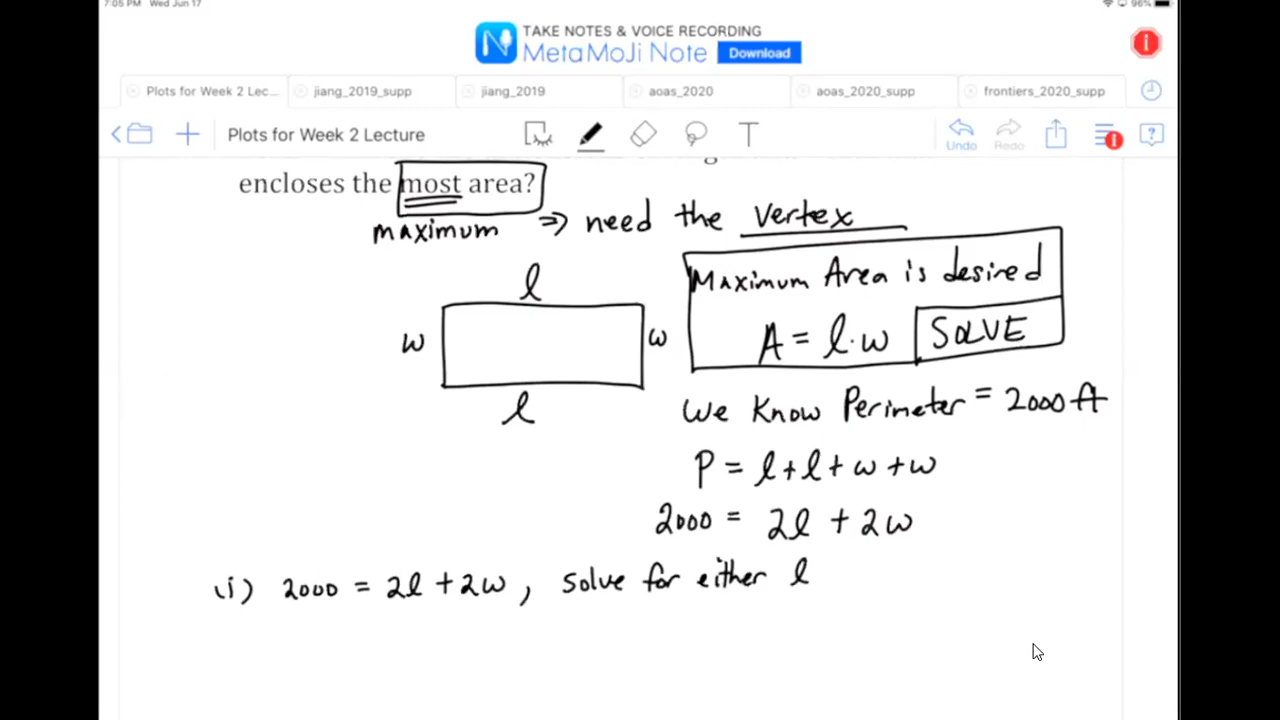 7:05 PM Wed Jun 17
96%
TAKE NOTES & VOICE RECORDING
MetaMoJi Note Download
Plots for Week 2 Lec... jiang_2019_supp jiang_2019 aoas_2020 aoas_2020_supp frontiers_2020_supp
Plots for Week 2 Lecture T Undo Redo
encloses the most area?
maximum ⇒ need the vertex
l
Maximum Area is desired
w w
A = l·w SOLVE
l
We Know Perimeter = 2000 ft
P = l + l + w + w
2000 = 2l + 2w
(i) 2000 = 2l + 2w, solve for either l